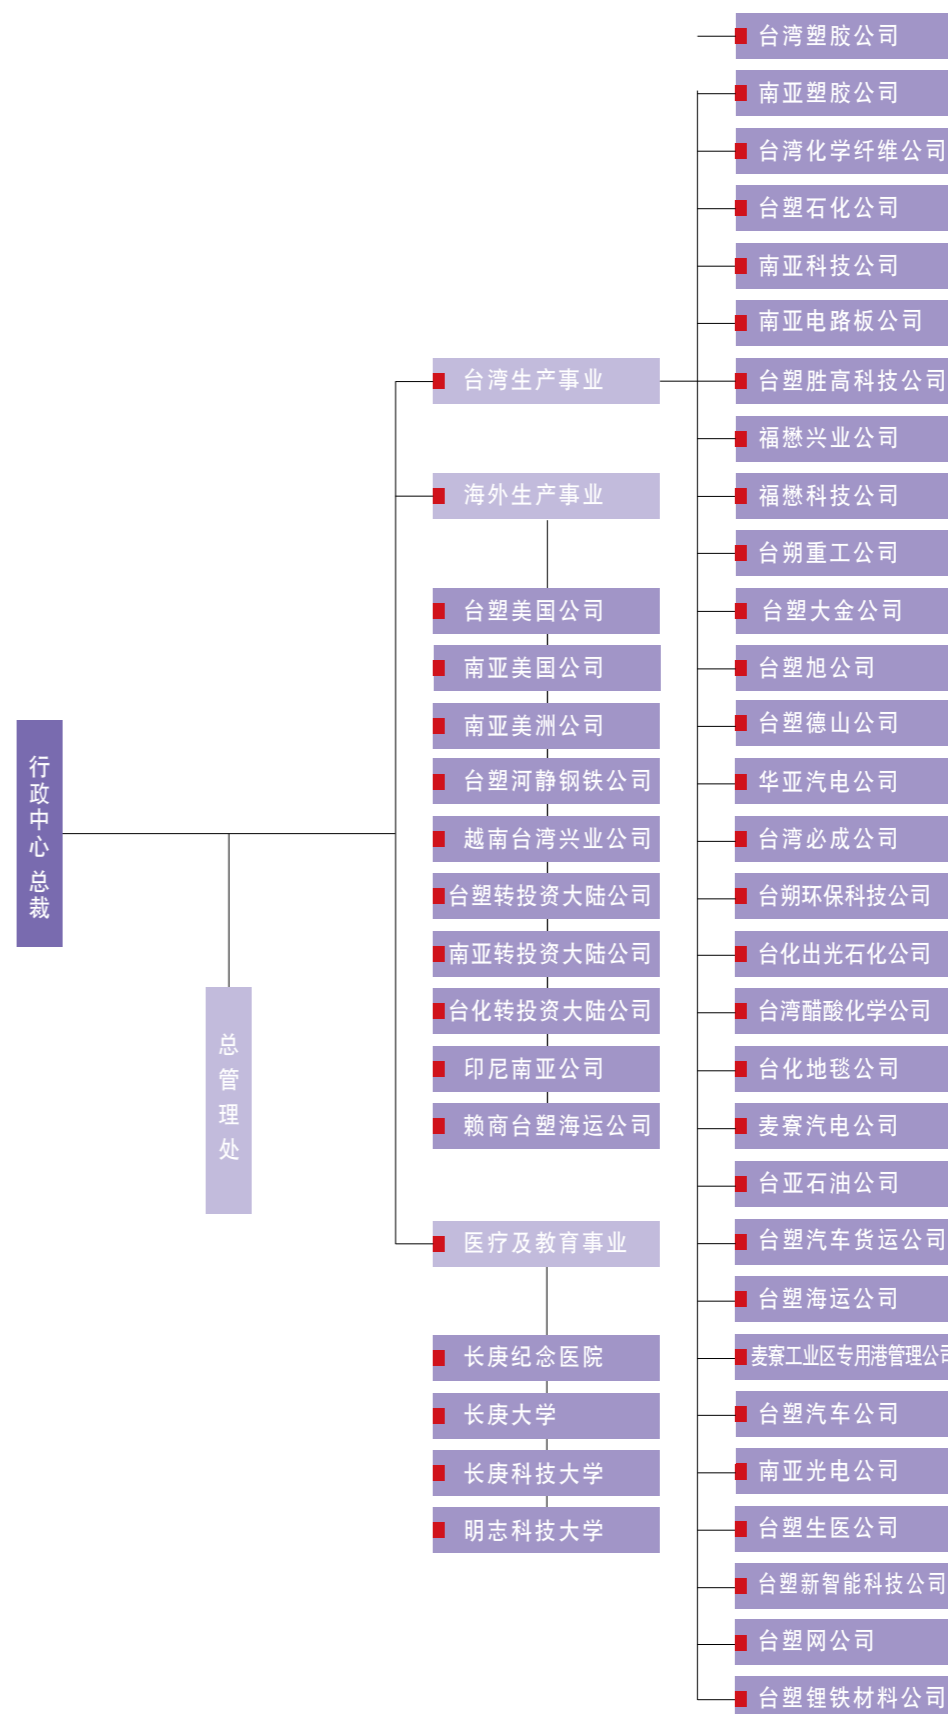 行政中心 总裁
总管理处
台湾生产事业
海外生产事业
台塑美国公司
南亚美国公司
南亚美洲公司
台塑河静钢铁公司
越南台湾兴业公司
台塑转投资大陆公司
南亚转投资大陆公司
台化转投资大陆公司
印尼南亚公司
赖商台塑海运公司
医疗及教育事业
长庚纪念医院
长庚大学
长庚科技大学
明志科技大学
台湾塑胶公司
南亚塑胶公司
台湾化学纤维公司
台塑石化公司
南亚科技公司
南亚电路板公司
台塑胜高科技公司
福懋兴业公司
福懋科技公司
台朔重工公司
台塑大金公司
台塑旭公司
台塑德山公司
华亚汽电公司
台湾必成公司
台朔环保科技公司
台化出光石化公司
台湾醋酸化学公司
台化地毯公司
麦寮汽电公司
台亚石油公司
台塑汽车货运公司
台塑海运公司
麦寮工业区专用港管理公司
台塑汽车公司
南亚光电公司
台塑生医公司
台塑新智能科技公司
台塑网公司
台塑锂铁材料公司